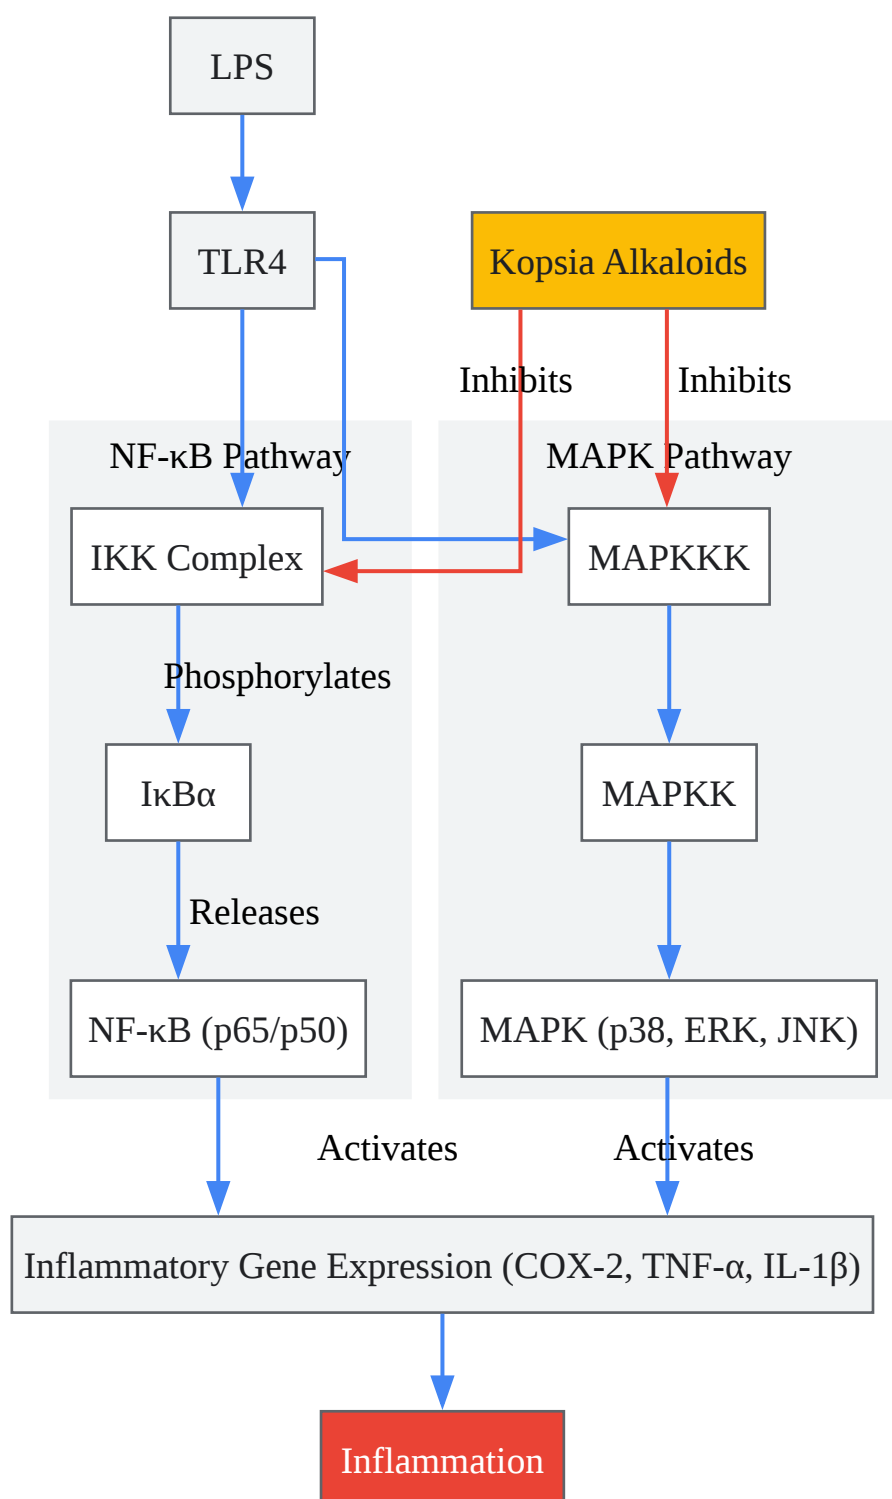 LPS
TLR4
Kopsia Alkaloids
Inhibits
Inhibits
NF-κB Pathway
MAPK Pathway
IKK Complex
MAPKKK
Phosphorylates
IκBα
MAPKK
Releases
NF-κB (p65/p50)
MAPK (p38, ERK, JNK)
Activates
Activates
Inflammatory Gene Expression (COX-2, TNF-α, IL-1β)
Inflammation